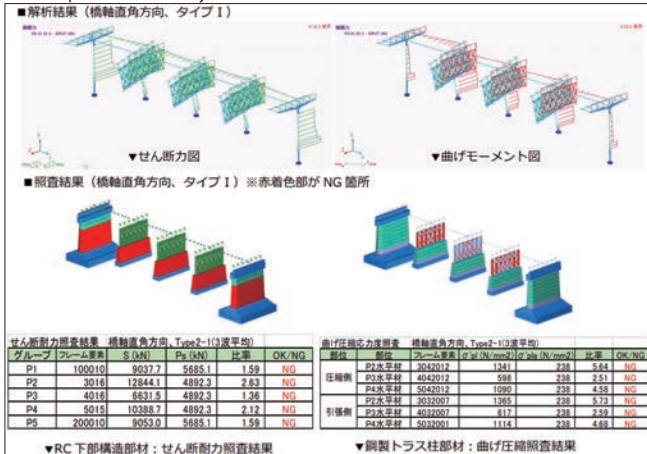 ■解析結果（橋軸直角方向、タイプⅠ）
▼せん断力図
▼曲げモーメント図
■照査結果（橋軸直角方向、タイプⅠ）※赤着色部が NG 箇所
せん断耐力照査結果 橋軸直角方向、Type2-1(3波平均)
グループ フレーム要素 S (kN) Ps (kN) 比率 OK/NG
P1 100010 9037.7 5685.1 1.59 NG
P2 3016 12844.1 4892.3 2.63 NG
P3 4016 6631.5 4892.3 1.36 NG
P4 5015 10388.7 4892.3 2.12 NG
P5 200010 9053.0 5685.1 1.59 NG
▼RC 下部構造部材：せん断耐力照査結果
曲げ圧縮応力度照査 橋軸直角方向、Type2-1(3波平均)
部位 部位 フレーム要素 σ (N/mm2) (N/mm2) 比率 OK/NG
圧縮側 P2水平材 3042012 1341 238 5.64 NG
P3水平材 4042012 598 238 2.51 NG
P4水平材 5042012 1090 238 4.58 NG
引張側 P2水平材 3032007 1365 238 5.73 NG
P3水平材 4032007 617 238 2.59 NG
P4水平材 5032001 1114 238 4.68 NG
▼鋼製トラス柱部材：曲げ圧縮照査結果